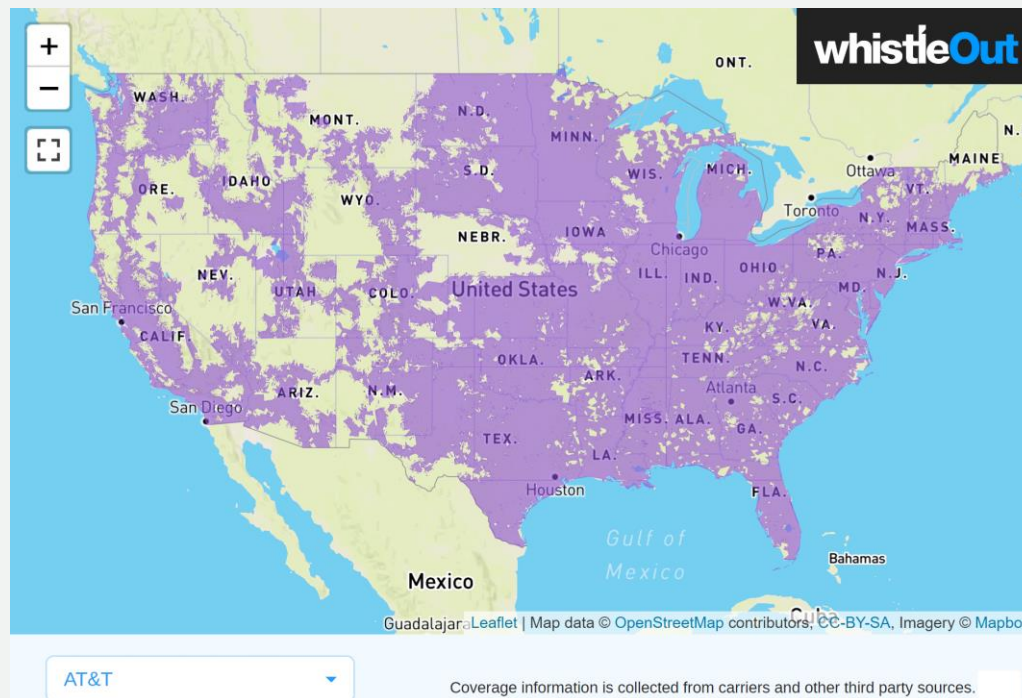 +
−
whistleOut
ONT.
WASH.
MONT.
N.D.
MINN.
N.
MAINE
Ottawa
ORE.
IDAHO
S.D.
WIS.
MICH.
VT.
WYO.
Toronto
N.Y.
MASS.
NEBR.
IOWA
Chicago
PA.
NEV.
UTAH
COLO.
United States
ILL.
IND.
OHIO
MD.
N.J.
San Francisco
W.VA.
CALIF.
KY.
VA.
OKLA.
TENN.
N.C.
ARIZ.
N.M.
ARK.
Atlanta
S.C.
San Diego
MISS.
ALA.
GA.
TEX.
LA.
Houston
FLA.
Gulf of
Mexico
Bahamas
Mexico
Cuba
Guadalajara
Leaflet | Map data © OpenStreetMap contributors, CC-BY-SA, Imagery © Mapbo
AT&T
Coverage information is collected from carriers and other third party sources.